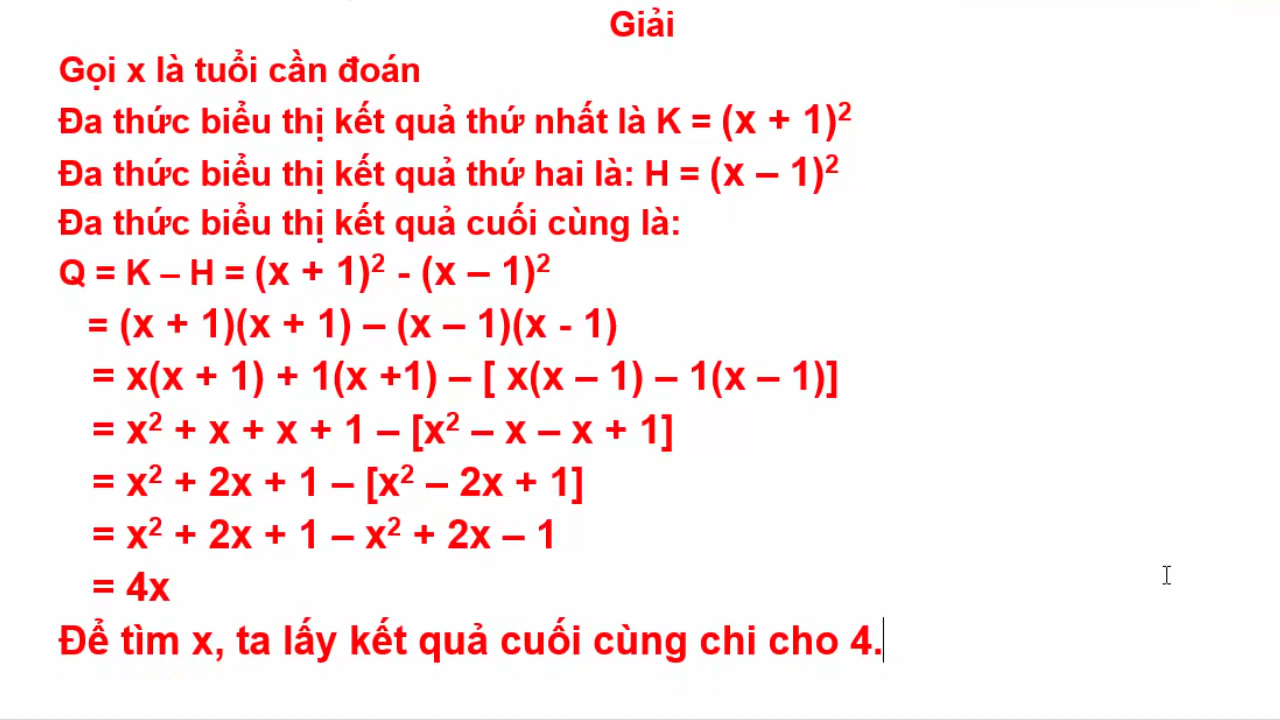 Giải
Gọi x là tuổi cần đoán
Đa thức biểu thị kết quả thứ nhất là K = (x + 1)²
Đa thức biểu thị kết quả thứ hai là: H = (x – 1)²
Đa thức biểu thị kết quả cuối cùng là:
Q = K – H = (x + 1)² - (x – 1)²
= (x + 1)(x + 1) – (x – 1)(x - 1)
= x(x + 1) + 1(x +1) – [ x(x – 1) – 1(x – 1)]
= x² + x + x + 1 – [x² – x – x + 1]
= x² + 2x + 1 – [x² – 2x + 1]
= x² + 2x + 1 – x² + 2x – 1
= 4x
Để tìm x, ta lấy kết quả cuối cùng chi cho 4.